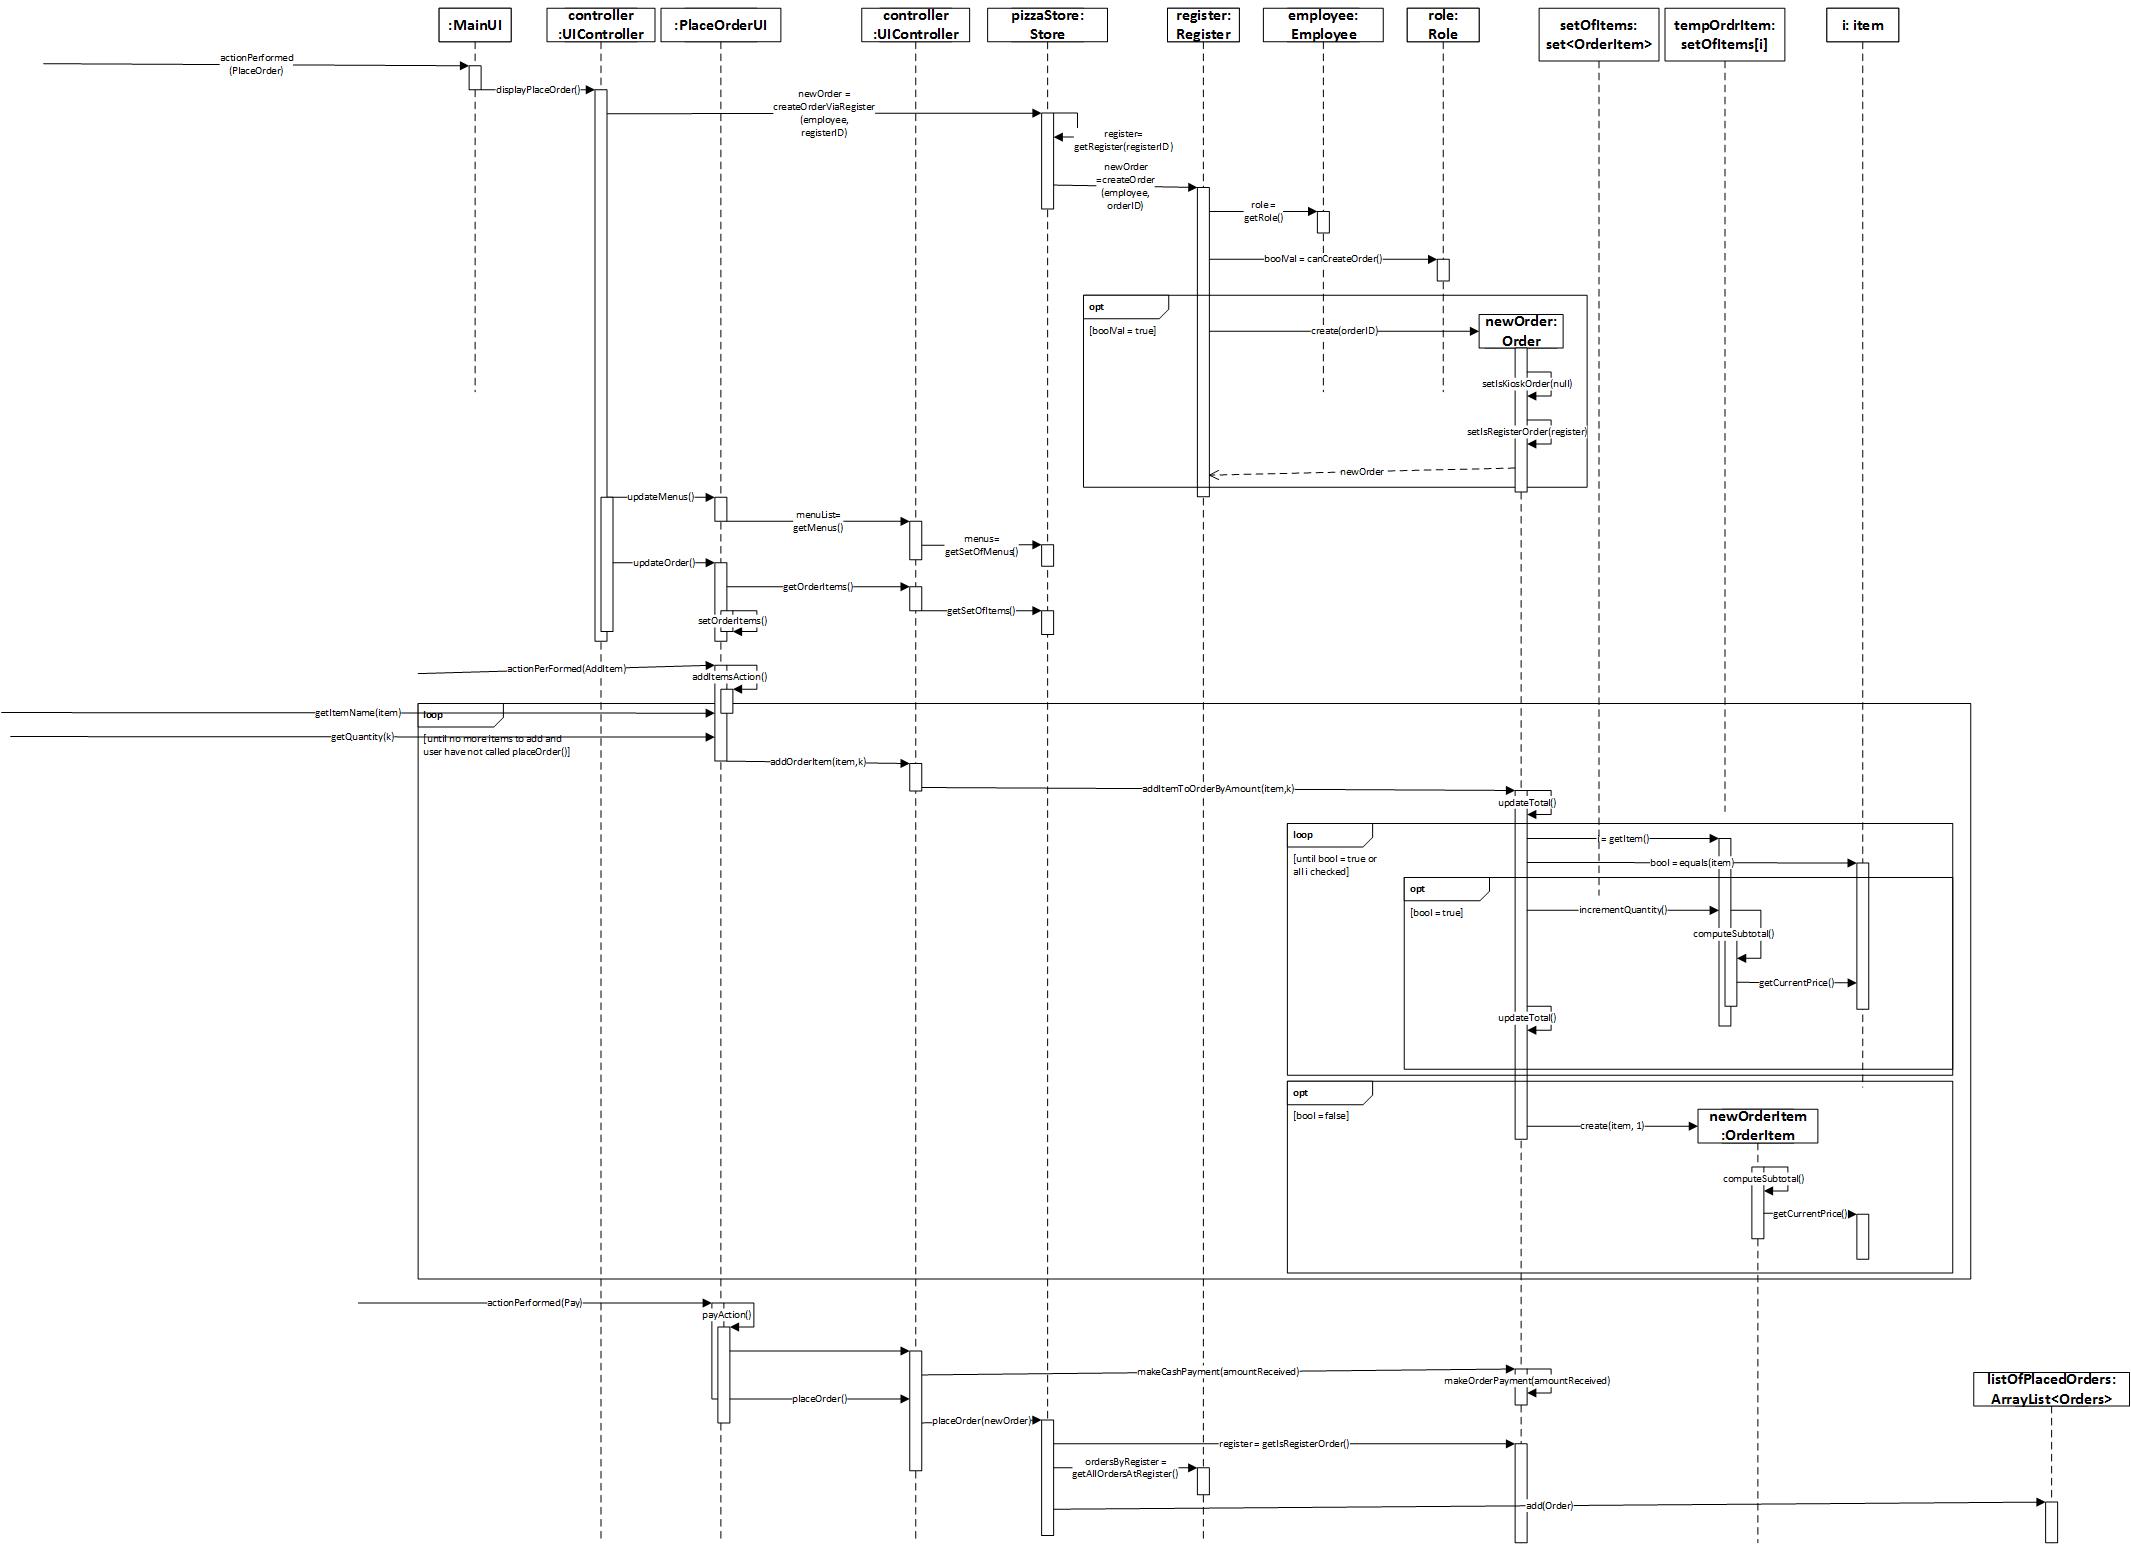 :MainUI
controller
:UIController
:PlaceOrderUI
controller
:UIController
pizzaStore:
Store
register:
Register
employee:
Employee
role:
Role
setOfItems:
set<OrderItem>
tempOrdrItem:
setOfItems[i]
i: item
actionPerformed
(PlaceOrder)
displayPlaceOrder()
newOrder =
createOrderViaRegister
(employee,
registerID)
register=
getRegister(registerID)
newOrder
=createOrder
(employee,
orderID)
role =
getRole()
boolVal = canCreateOrder()
opt
[boolVal = true]
create(orderID)
newOrder:
Order
setIsKioskOrder(null)
setIsRegisterOrder(register)
newOrder
updateMenus()
menuList=
getMenus()
menus=
getSetOfMenus()
updateOrder()
getOrderItems()
getSetOfItems()
setOrderItems()
actionPerFormed(AddItem)
addItemsAction()
getItemName(item)
loop
getQuantity(k)
[until no more items to add and
user have not called placeOrder()]
addOrderItem(item,k)
addItemToOrderByAmount(item,k)
updateTotal()
loop
[until bool = true or
all i checked]
i = getItem()
bool = equals(item)
opt
[bool = true]
incrementQuantity()
computeSubtotal()
getCurrentPrice()
updateTotal()
opt
[bool = false]
create(item, 1)
newOrderItem
:OrderItem
computeSubtotal()
getCurrentPrice()
actionPerformed(Pay)
payAction()
makeCashPayment(amountReceived)
makeOrderPayment(amountReceived)
placeOrder()
listOfPlacedOrders:
ArrayList<Orders>
placeOrder(newOrder)
register = getIsRegisterOrder()
ordersByRegister =
getAllOrdersAtRegister()
add(Order)